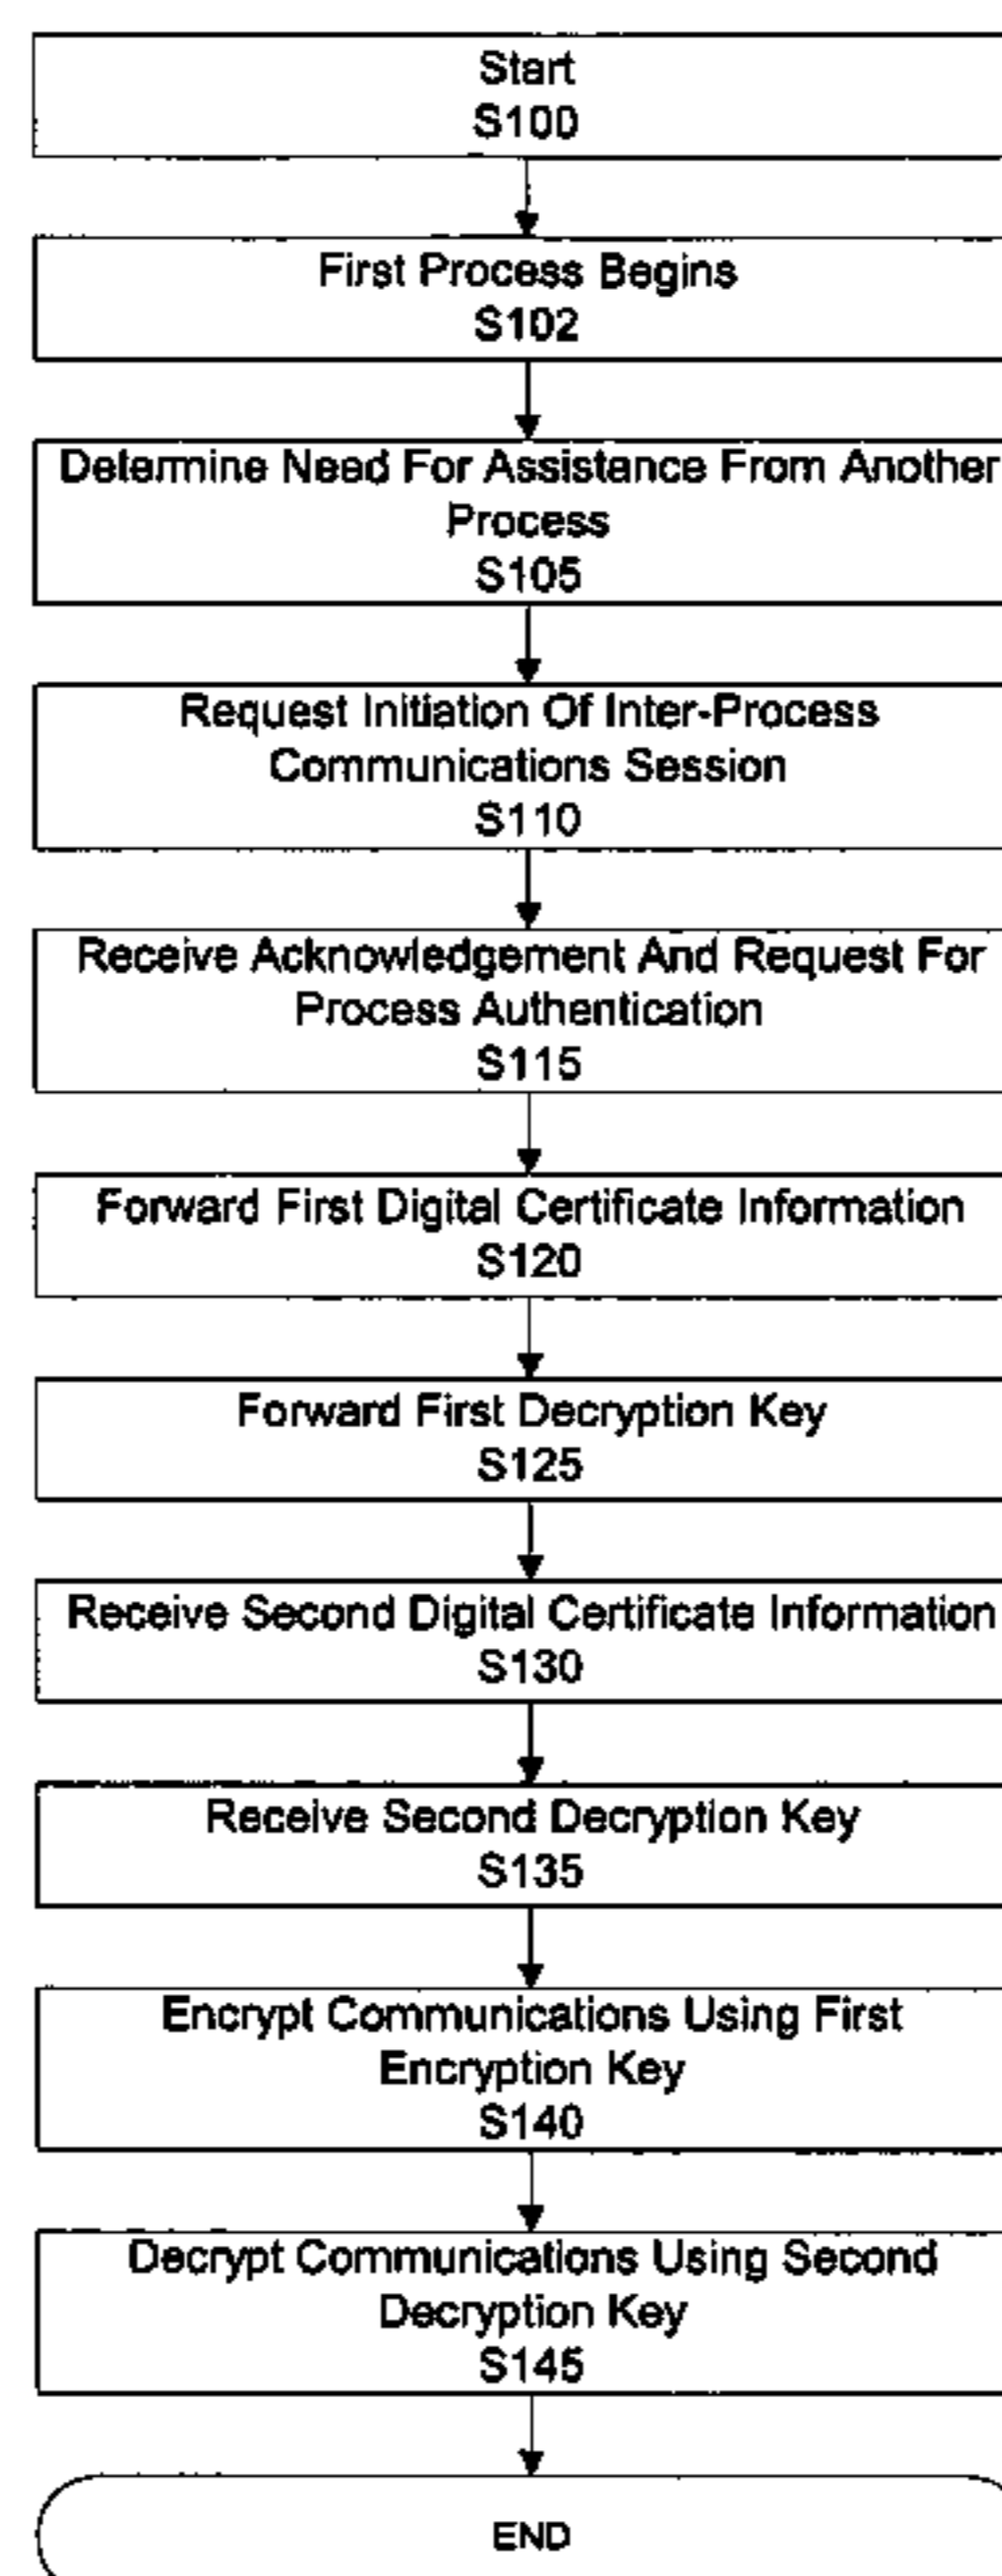 Start
S100
First Process Begins
S102
Determine Need For Assistance From Another
Process
S105
Request Initiation Of Inter-Process
Communications Session
S110
Receive Acknowledgement And Request For
Process Authentication
S115
Forward First Digital Certificate Information
S120
Forward First Decryption Key
S125
Receive Second Digital Certificate Information
S130
Receive Second Decryption Key
S135
Encrypt Communications Using First
Encryption Key
S140
Decrypt Communications Using Second
Decryption Key
S145
END